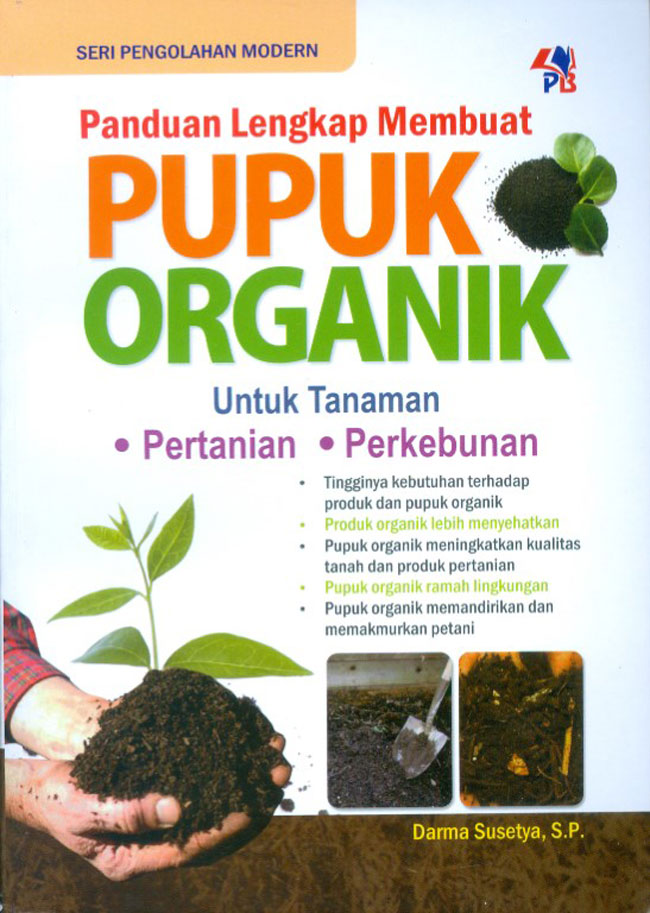 SERI PENGOLAHAN MODERN
PB
Panduan Lengkap Membuat
PUPUK
ORGANIK
Untuk Tanaman
• Pertanian • Perkebunan
• Tingginya kebutuhan terhadap
produk dan pupuk organik
• Produk organik lebih menyehatkan
• Pupuk organik meningkatkan kualitas
tanah dan produk pertanian
• Pupuk organik ramah lingkungan
• Pupuk organik memandirikan dan
memakmurkan petani
Darma Susetya, S.P.